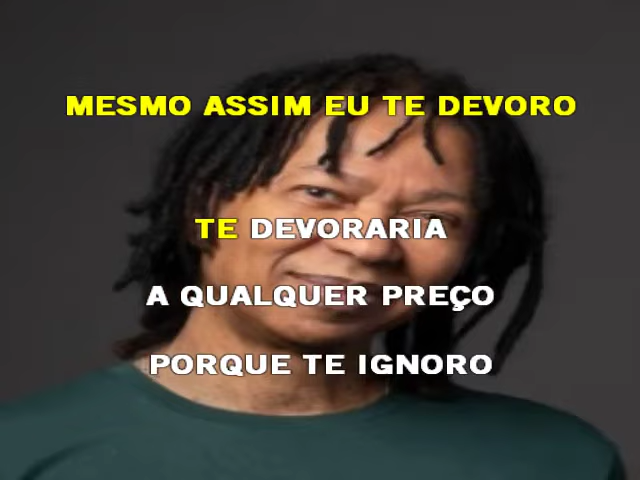 MESMO ASSIM EU TE DEVORO
TE DEVORARIA
A QUALQUER PREÇO
PORQUE TE IGNORO